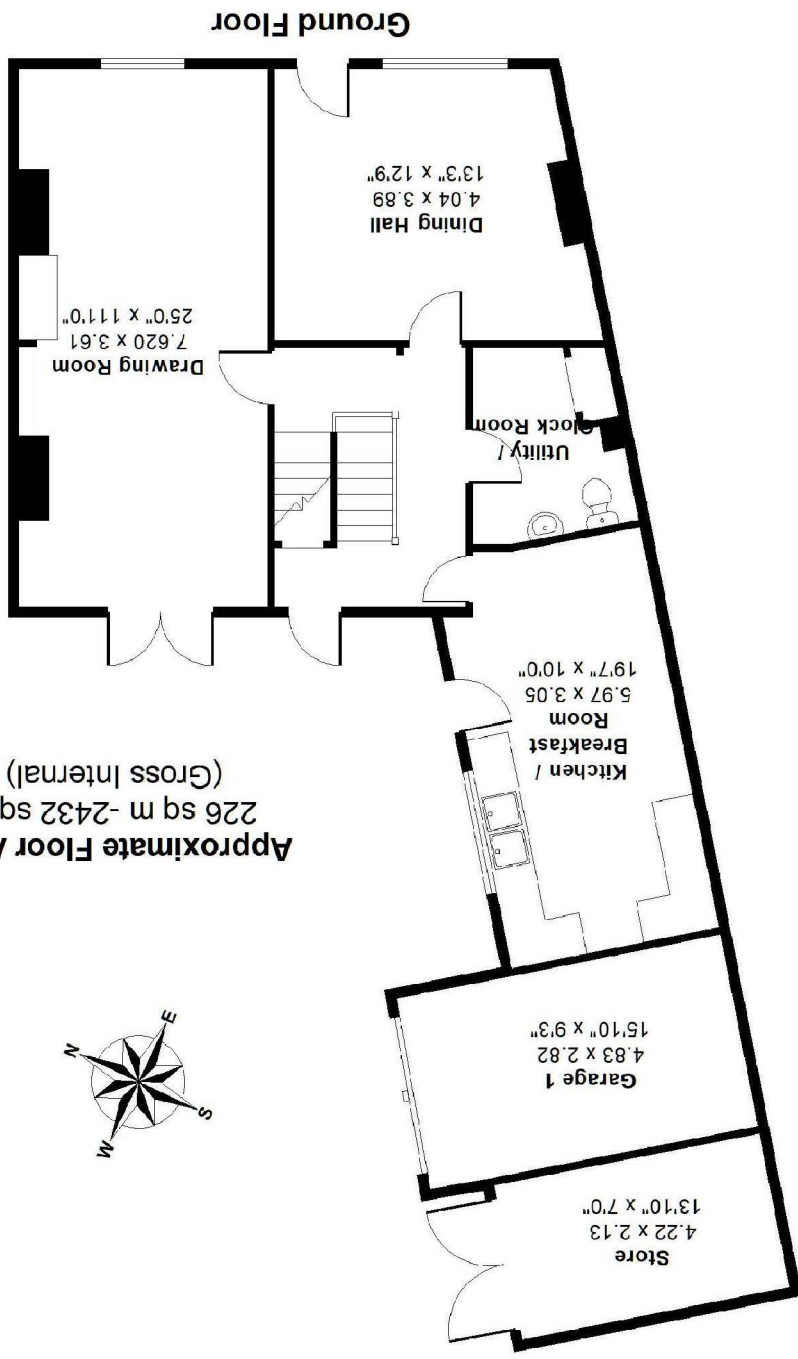 Store
4.22 x 2.13
13'10" x 7'0"
Garage 1
4.83 x 2.82
15'10" x 9'3"
S
W
E
N
Approximate Floor
226 sq m -2432 sq
(Gross Internal)
Kitchen /
Breakfast
Room
5.97 x 3.05
19'7" x 10'0"
Utility /
Clock Room
Drawing Room
7.620 x 3.61
25'0" x 111'0"
Dining Hall
4.04 x 3.89
13'3" x 12'9"
Ground Floor